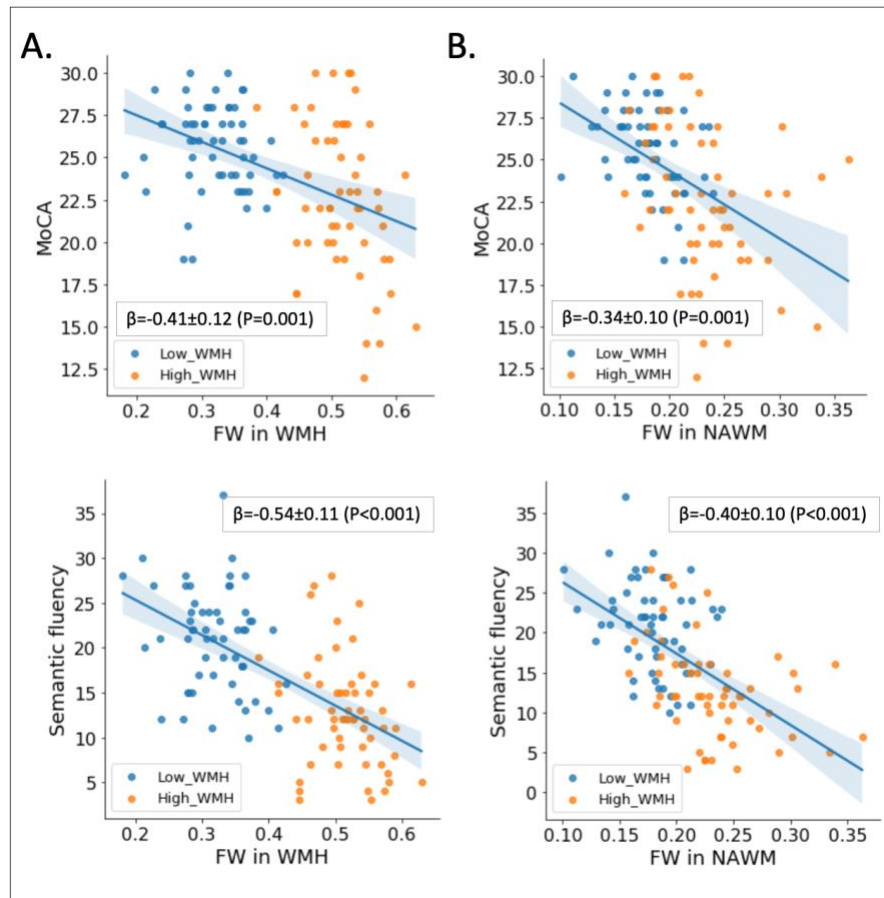 A.
B.
30.0
27.5
25.0
22.5
20.0
17.5
15.0
12.5
MoCA
β=-0.41±0.12 (P=0.001)
Low_WMH
High_WMH
0.2 0.3 0.4 0.5 0.6
FW in WMH
30.0
27.5
25.0
22.5
20.0
17.5
15.0
12.5
MoCA
β=-0.34±0.10 (P=0.001)
Low_WMH
High_WMH
0.10 0.15 0.20 0.25 0.30 0.35
FW in NAWM
35
30
25
20
15
10
5
Semantic fluency
β=-0.54±0.11 (P<0.001)
Low_WMH
High_WMH
0.2 0.3 0.4 0.5 0.6
FW in WMH
35
30
25
20
15
10
5
0
Semantic fluency
β=-0.40±0.10 (P<0.001)
Low_WMH
High_WMH
0.10 0.15 0.20 0.25 0.30 0.35
FW in NAWM